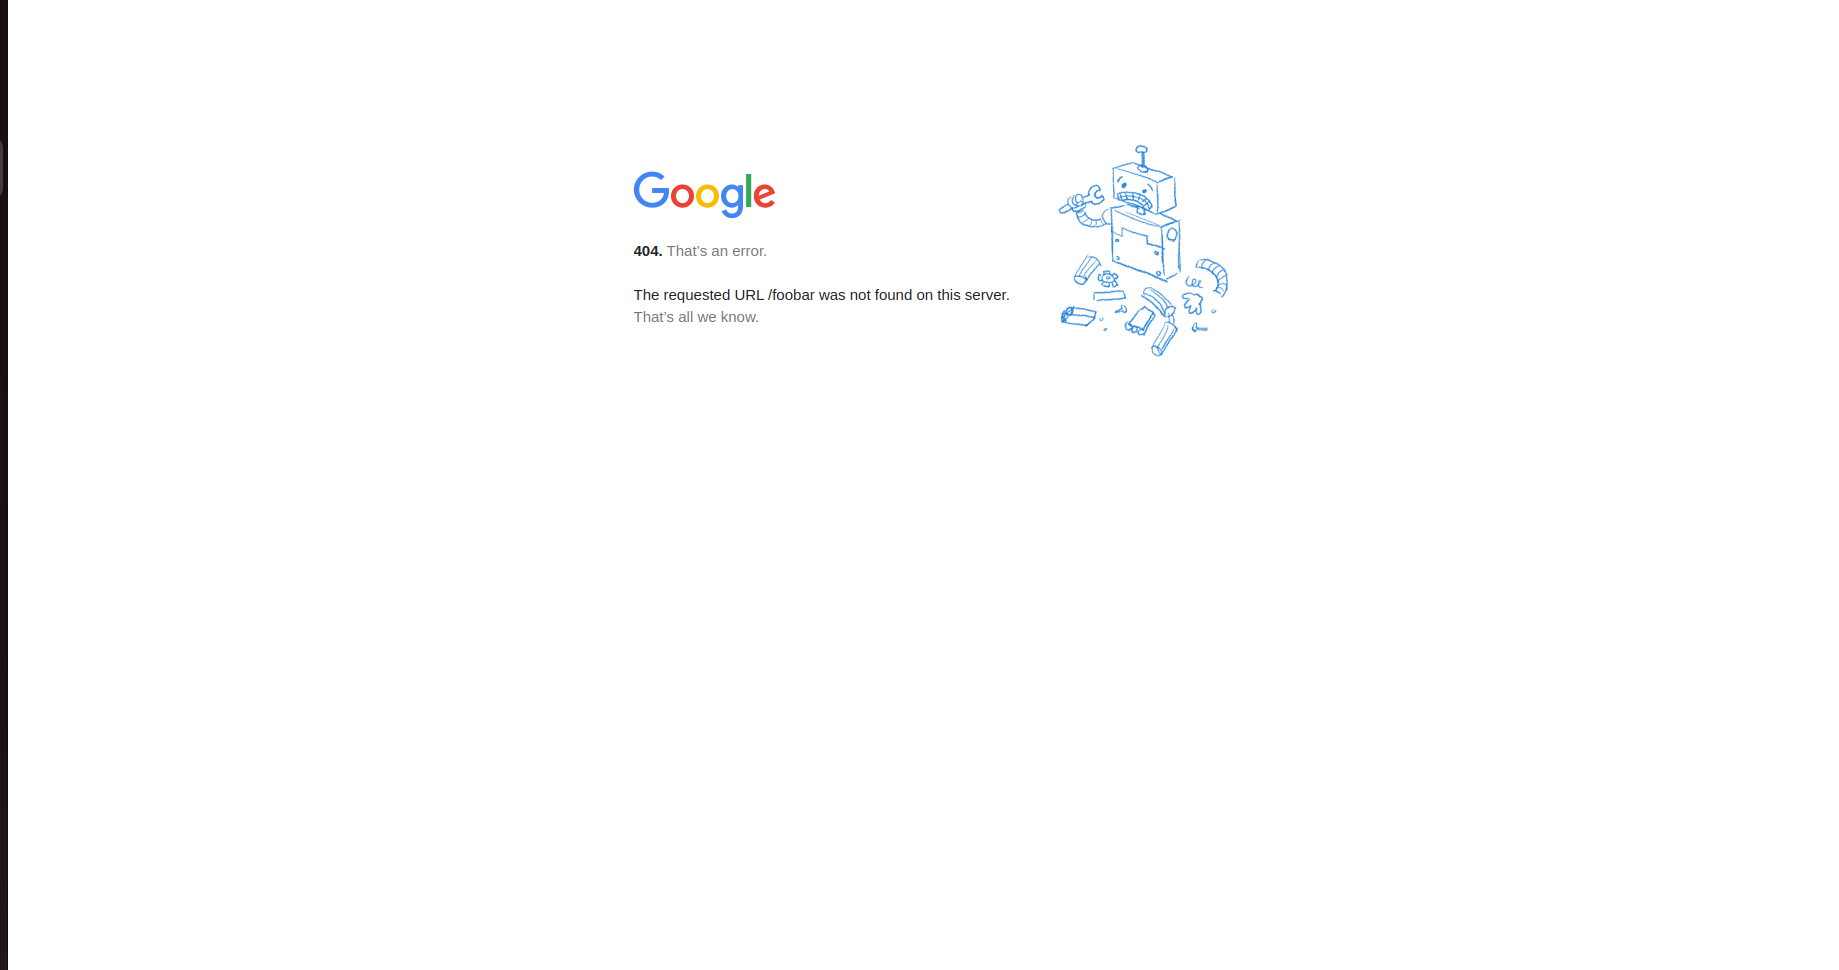 Google
404. That’s an error.
The requested URL /foobar was not found on this server.
That’s all we know.